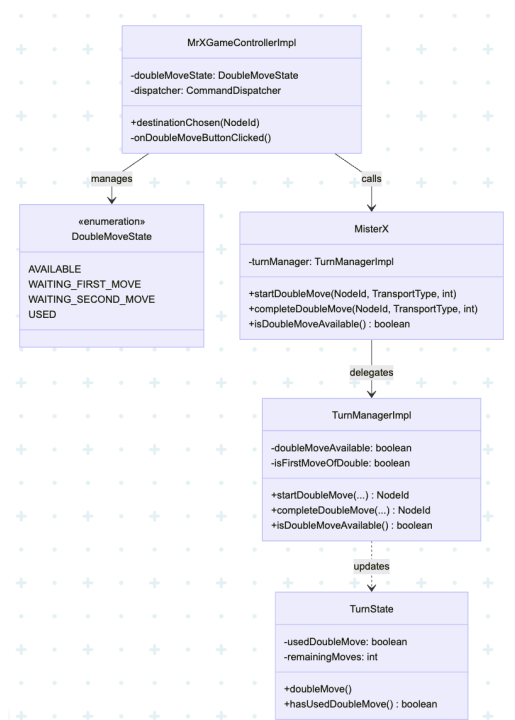 MrXGameControllerImpl
-doubleMoveState: DoubleMoveState
-dispatcher: CommandDispatcher
+destinationChosen(NodeId)
-onDoubleMoveButtonClicked()
manages
calls
«enumeration»
DoubleMoveState
AVAILABLE
WAITING_FIRST_MOVE
WAITING_SECOND_MOVE
USED
MisterX
-turnManager: TurnManagerImpl
+startDoubleMove(NodeId, TransportType, int)
+completeDoubleMove(NodeId, TransportType, int)
+isDoubleMoveAvailable() : boolean
delegates
TurnManagerImpl
-doubleMoveAvailable: boolean
-isFirstMoveOfDouble: boolean
+startDoubleMove(...) : NodeId
+completeDoubleMove(...) : NodeId
+isDoubleMoveAvailable() : boolean
updates
TurnState
-usedDoubleMove: boolean
-remainingMoves: int
+doubleMove()
+hasUsedDoubleMove() : boolean